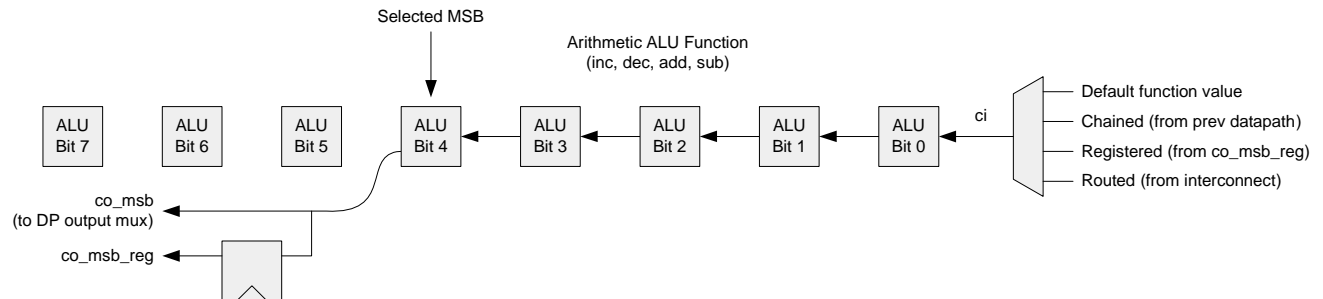 Selected MSB
Arithmetic ALU Function
(inc, dec, add, sub)
ALU
Bit 7
ALU
Bit 6
ALU
Bit 5
ALU
Bit 4
ALU
Bit 3
ALU
Bit 2
ALU
Bit 1
ALU
Bit 0
ci
Default function value
Chained (from prev datapath)
Registered (from co_msb_reg)
Routed (from interconnect)
co_msb
(to DP output mux)
co_msb_reg